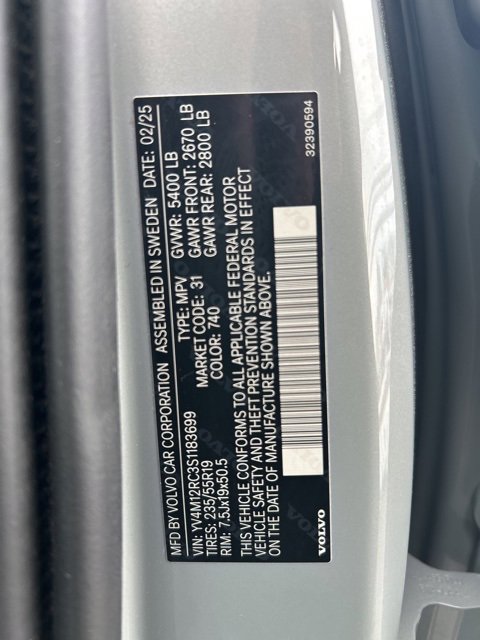 MFD BY VOLVO CAR CORPORATION ASSEMBLED IN SWEDEN DATE: 02/25
VIN: YV4M12RC3S1183699 TYPE: MPV GVWR: 5400 LB
TIRES: 235/55R19 MARKET CODE: 31 GAWR FRONT: 2670 LB
RIM: 7.5Jx19x50.5 COLOR: 740 GAWR REAR: 2800 LB
THIS VEHICLE CONFORMS TO ALL APPLICABLE FEDERAL MOTOR
VEHICLE SAFETY AND THEFT PREVENTION STANDARDS IN EFFECT
ON THE DATE OF MANUFACTURE SHOWN ABOVE.
VOLVO 32390594